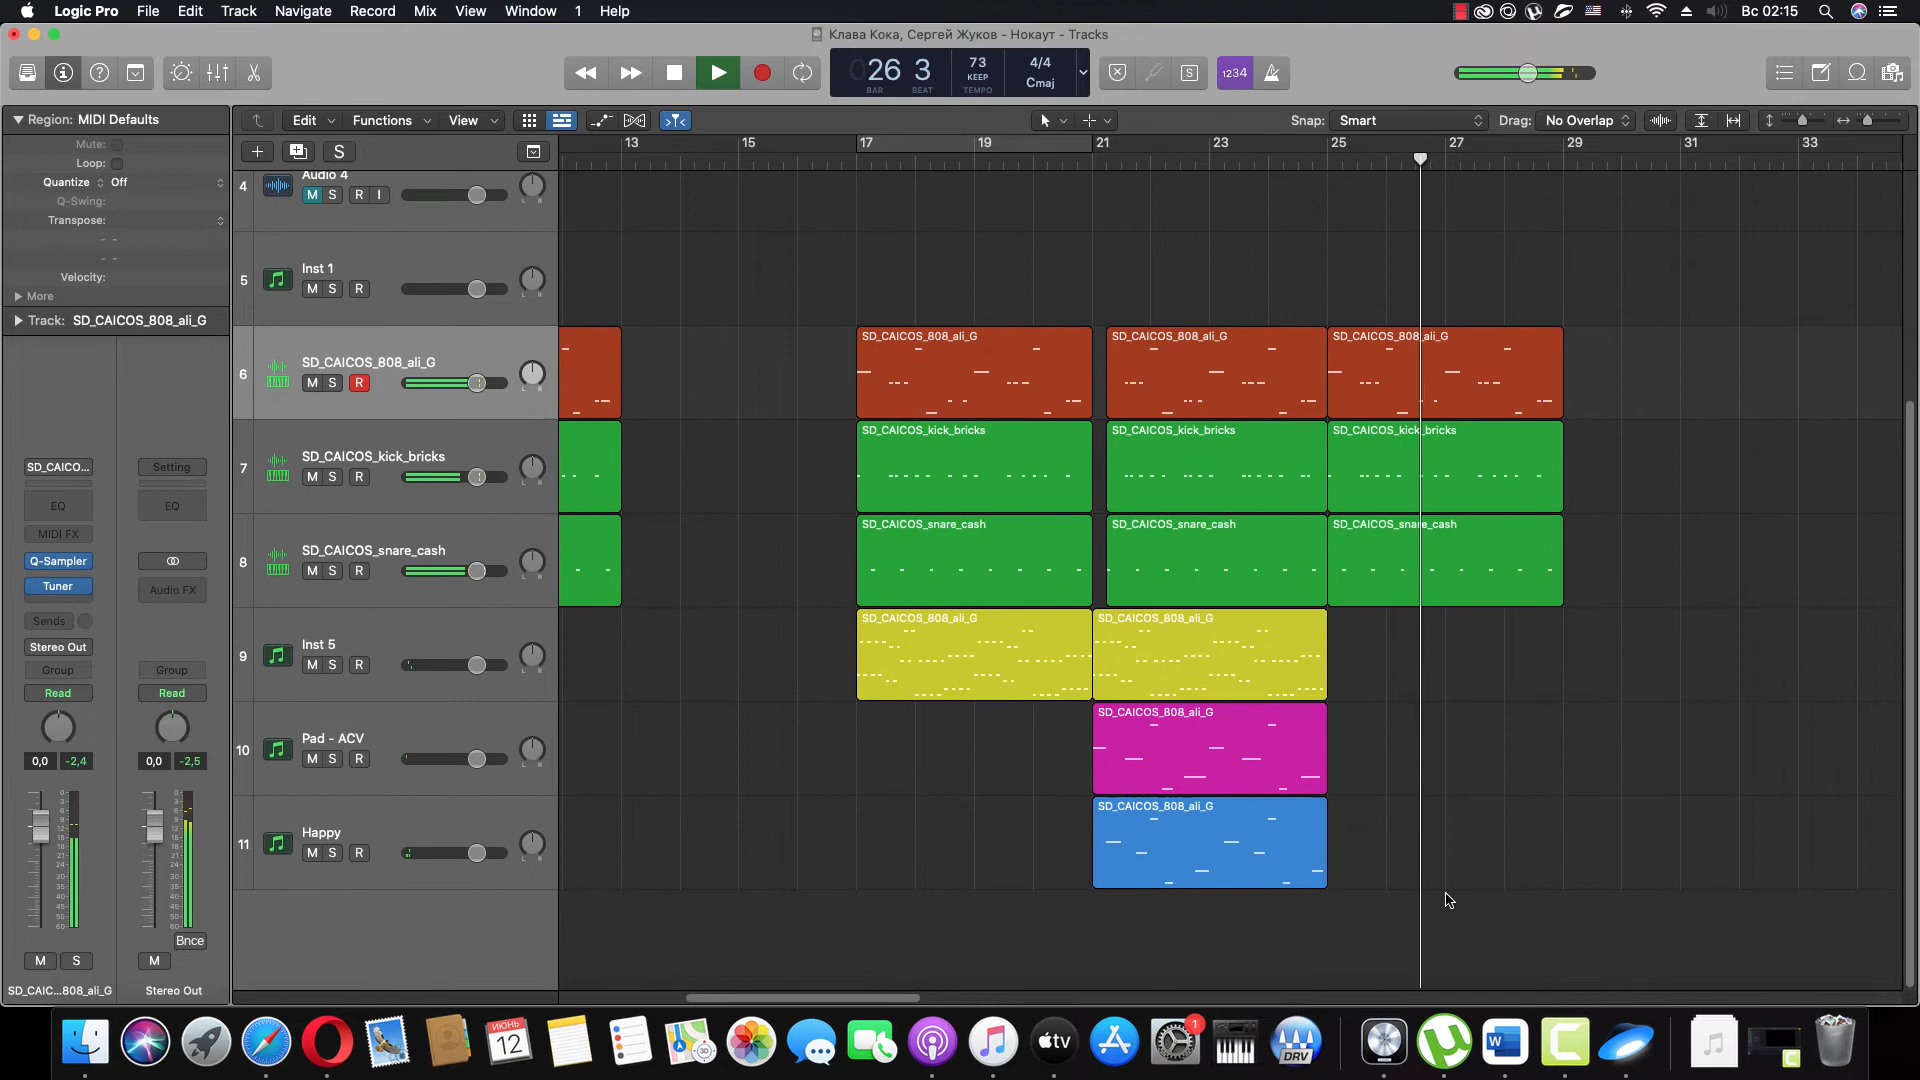 Logic Pro File Edit Track Navigate Record Mix View Window 1 Help
Вс 02:15
Клава Кока, Сергей Жуков - Нокаут - Tracks
26 3 73 4/4
KEEP Cmaj
BAR BEAT TEMPO
S 1234
Region: MIDI Defaults
Edit Functions View
Snap: Smart
Drag: No Overlap
Mute:
Loop:
Quantize Off
Q-Swing:
Transpose:
Velocity:
More
Track: SD_CAICOS_808_ali_G
S
13 15 17 19 21 23 25 27 29 31 33
4 Audio 4
M S R I
5 Inst 1
M S R
6 SD_CAICOS_808_ali_G
M S R
SD_CAICOS_808_ali_G SD_CAICOS_808_ali_G SD_CAICOS_808_ali_G
7 SD_CAICOS_kick_bricks
M S R
SD_CAICOS_kick_bricks SD_CAICOS_kick_bricks SD_CAICOS_kick_bricks
8 SD_CAICOS_snare_cash
M S R
SD_CAICOS_snare_cash SD_CAICOS_snare_cash SD_CAICOS_snare_cash
9 Inst 5
M S R
SD_CAICOS_808_ali_G SD_CAICOS_808_ali_G
10 Pad - ACV
M S R
SD_CAICOS_808_ali_G
11 Happy
M S R
SD_CAICOS_808_ali_G
SD_CAICO... Setting
EQ EQ
MIDI FX
Q-Sampler
Tuner Audio FX
Sends
Stereo Out
Group Group
Read Read
0,0 -2,4 0,0 -2,5
Bnce
M S M
SD_CAIC...808_ali_G Stereo Out
ИЮНЬ
12
tv
1
DRV
W